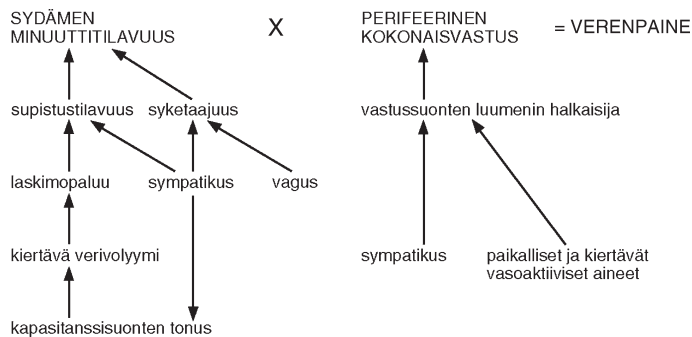 SYDÄMEN
MINUUTTITILAVUUS
X
PERIFEERINEN
KOKONAISVASTUS
= VERENPAINE
supistustilavuus
syketaajuus
vastussuonten luumenin halkaisija
laskimopaluu
sympatikus
vagus
kiertävä verivolyymi
sympatikus
paikalliset ja kiertävät
vasoaktiiviset aineet
kapasitanssisuonten tonus